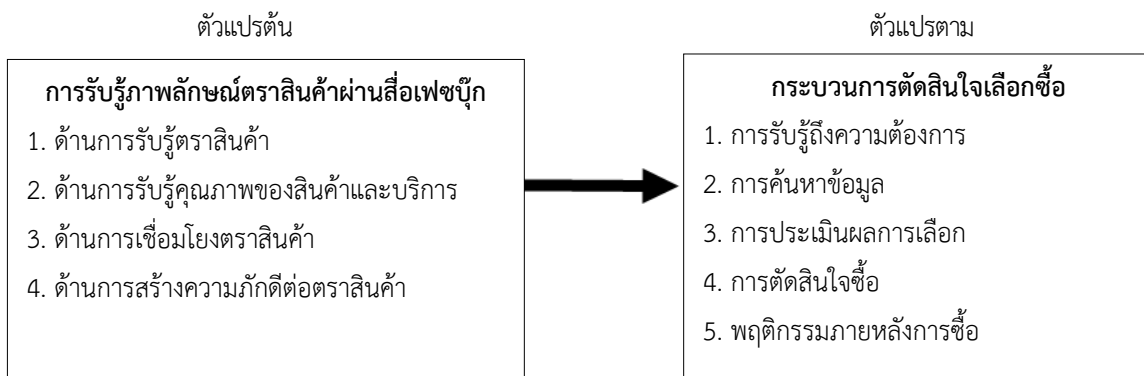 ตัวแปรต้น
การรับรู้ภาพลักษณ์ตราสินค้าผ่านสื่อเฟซบุ๊ก
1. ด้านการรับรู้ตราสินค้า
2. ด้านการรับรู้คุณภาพของสินค้าและบริการ
3. ด้านการเชื่อมโยงตราสินค้า
4. ด้านการสร้างความภักดีต่อตราสินค้า
ตัวแปรตาม
กระบวนการตัดสินใจเลือกซื้อ
1. การรับรู้ถึงความต้องการ
2. การค้นหาข้อมูล
3. การประเมินผลการเลือก
4. การตัดสินใจซื้อ
5. พฤติกรรมภายหลังการซื้อ